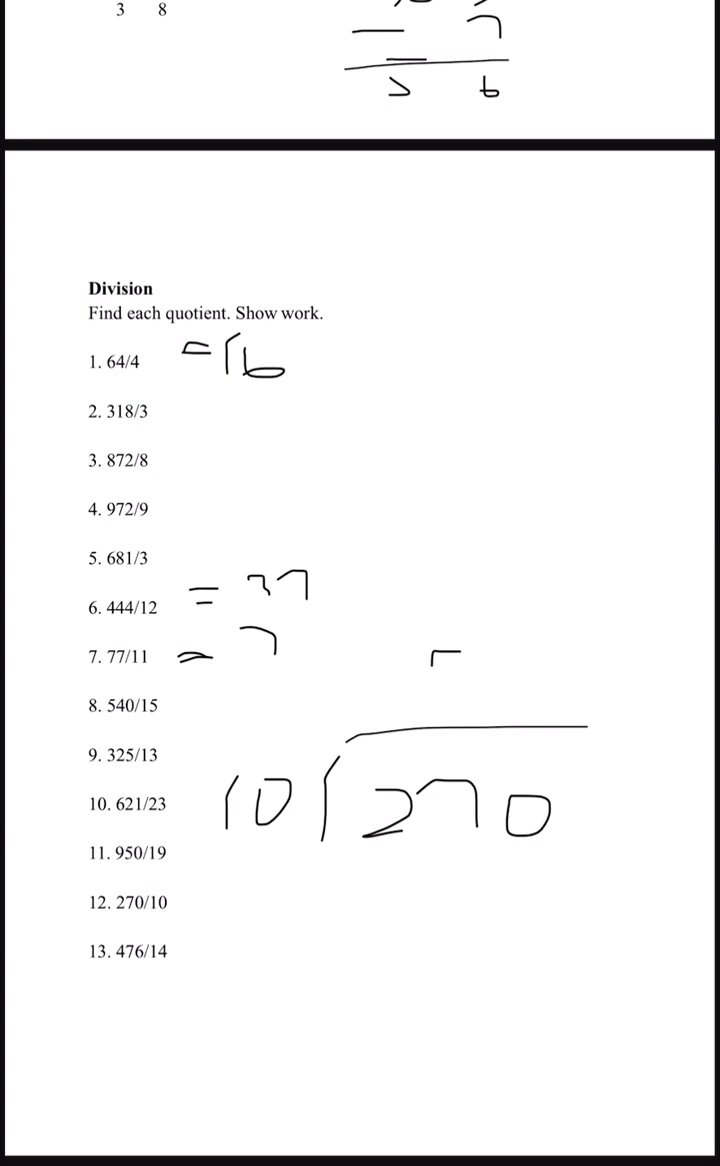 3 8
7
6
Division
Find each quotient. Show work.
1. 64/4 =16
2. 318/3
3. 872/8
4. 972/9
5. 681/3
6. 444/12 = 37
7. 77/11 = 7
8. 540/15
9. 325/13
10. 621/23
10 270
11. 950/19
12. 270/10
13. 476/14